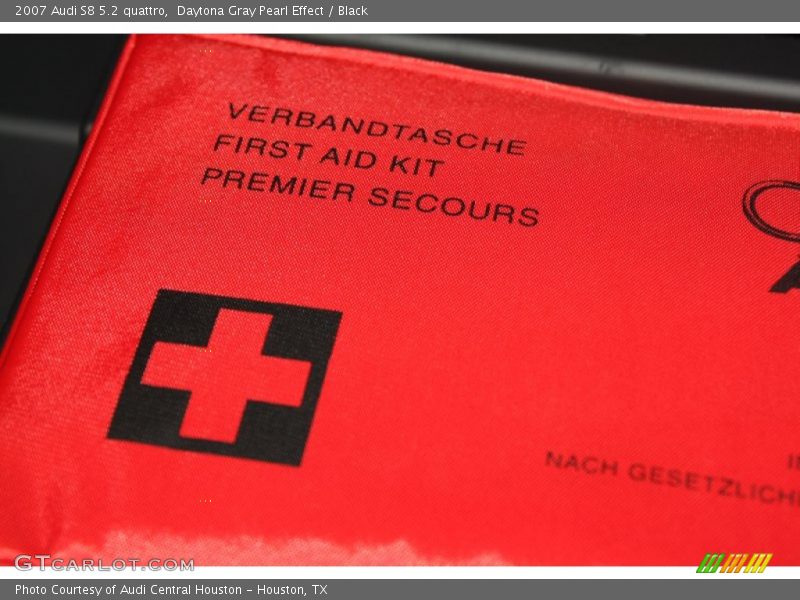 2007 Audi S8 5.2 quattro, Daytona Gray Pearl Effect / Black
VERBANDTASCHE
FIRST AID KIT
PREMIER SECOURS
A
NACH GESETZLICH
GTCARLOT.COM
Photo Courtesy of Audi Central Houston - Houston, TX